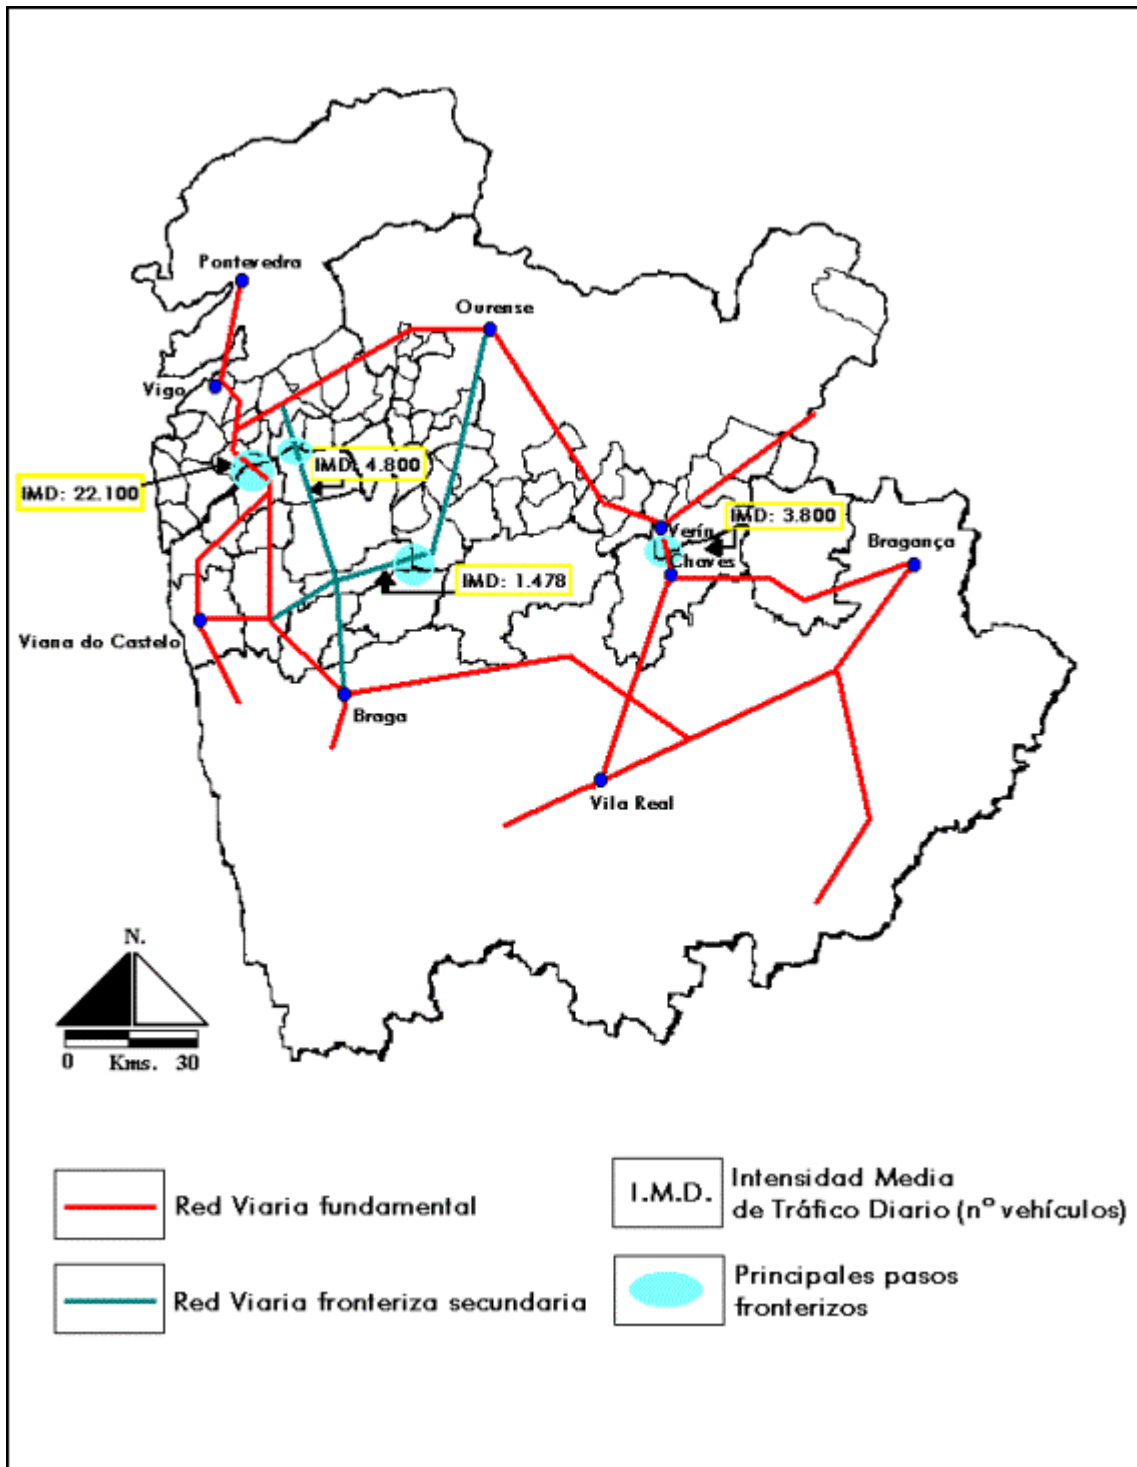 Pontevedra
Ourense
Vigo
IMD: 4.800
IMD: 22.100
IMD: 3.800
Verín
Bragança
Chaves
IMD: 1.478
Viana do Castelo
Braga
Vila Real
N.
0 Kms. 30
Red Viaria fundamental
I.M.D.
Intensidad Media
de Tráfico Diario (nº vehículos)
Red Viaria fronteriza secundaria
Principales pasos
fronterizos